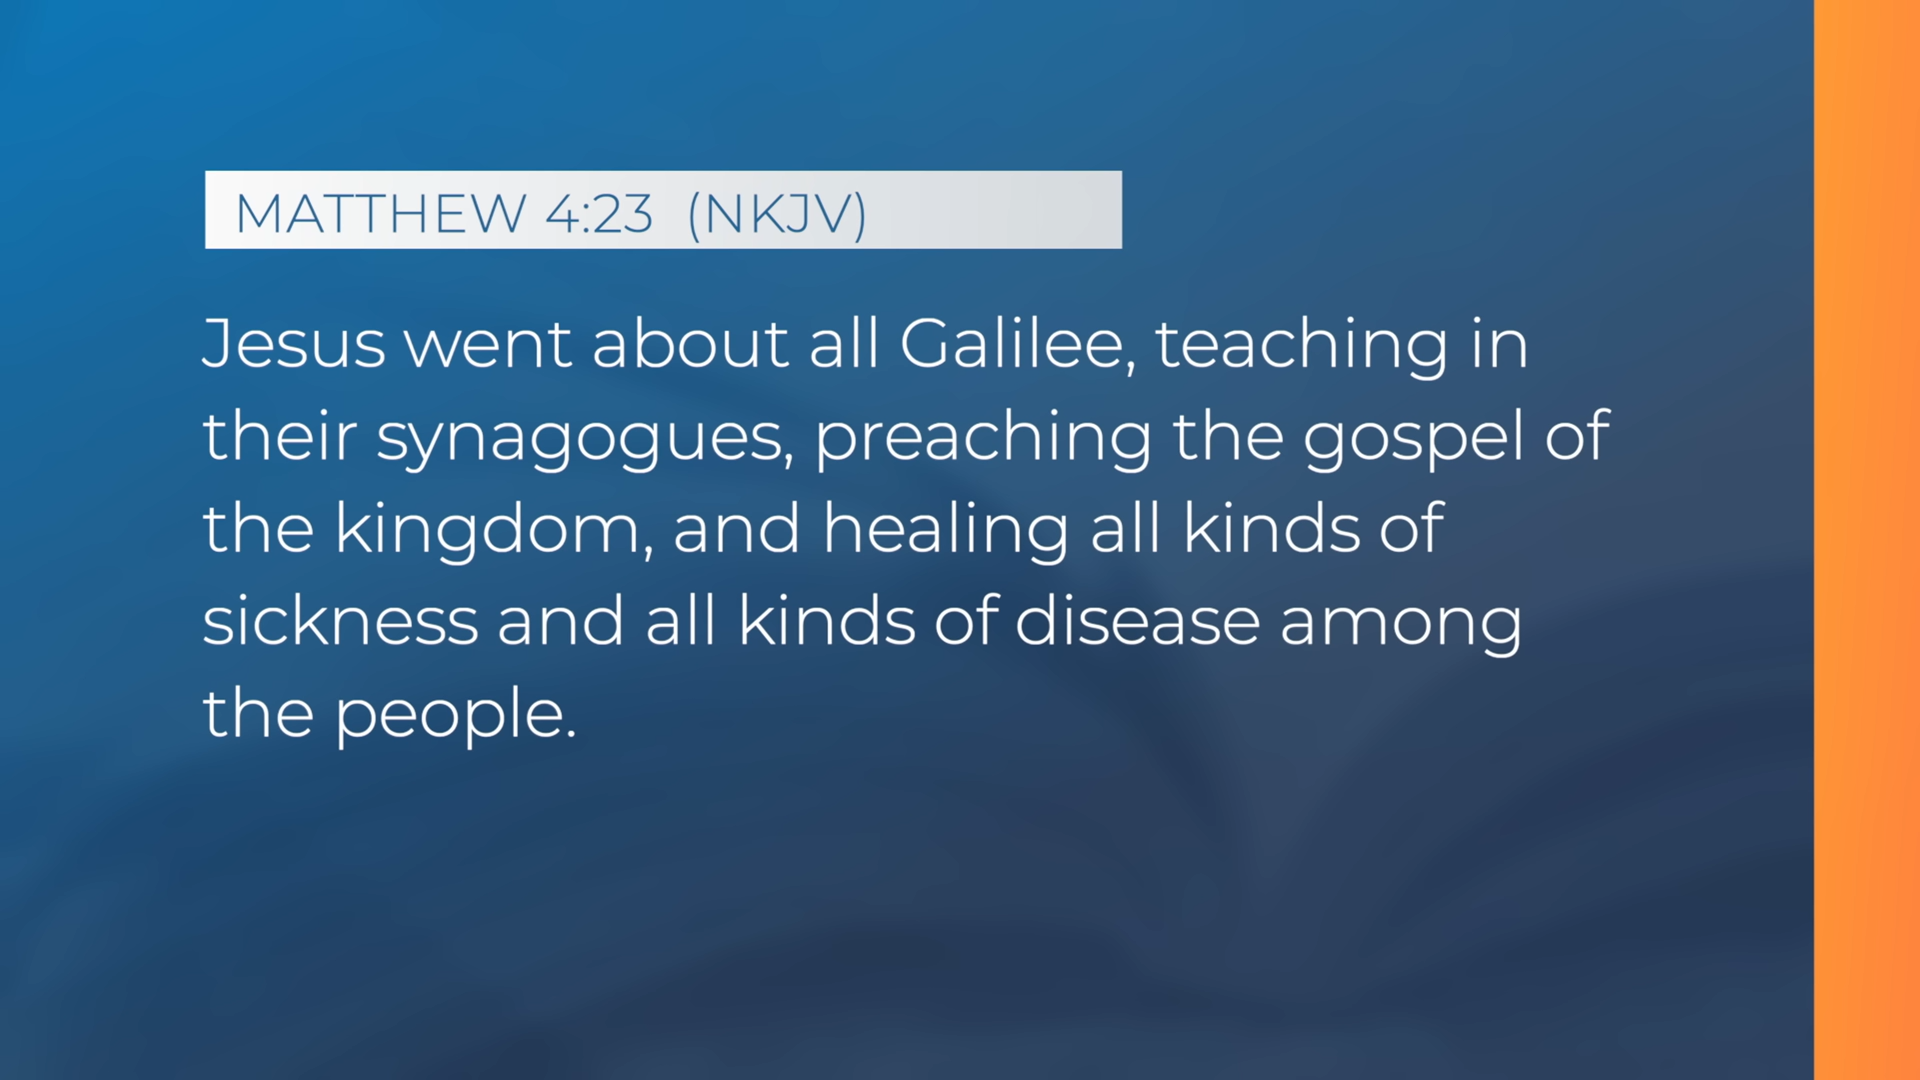 MATTHEW 4:23 (NKJV)
Jesus went about all Galilee, teaching in
their synagogues, preaching the gospel of
the kingdom, and healing all kinds of
sickness and all kinds of disease among
the people.